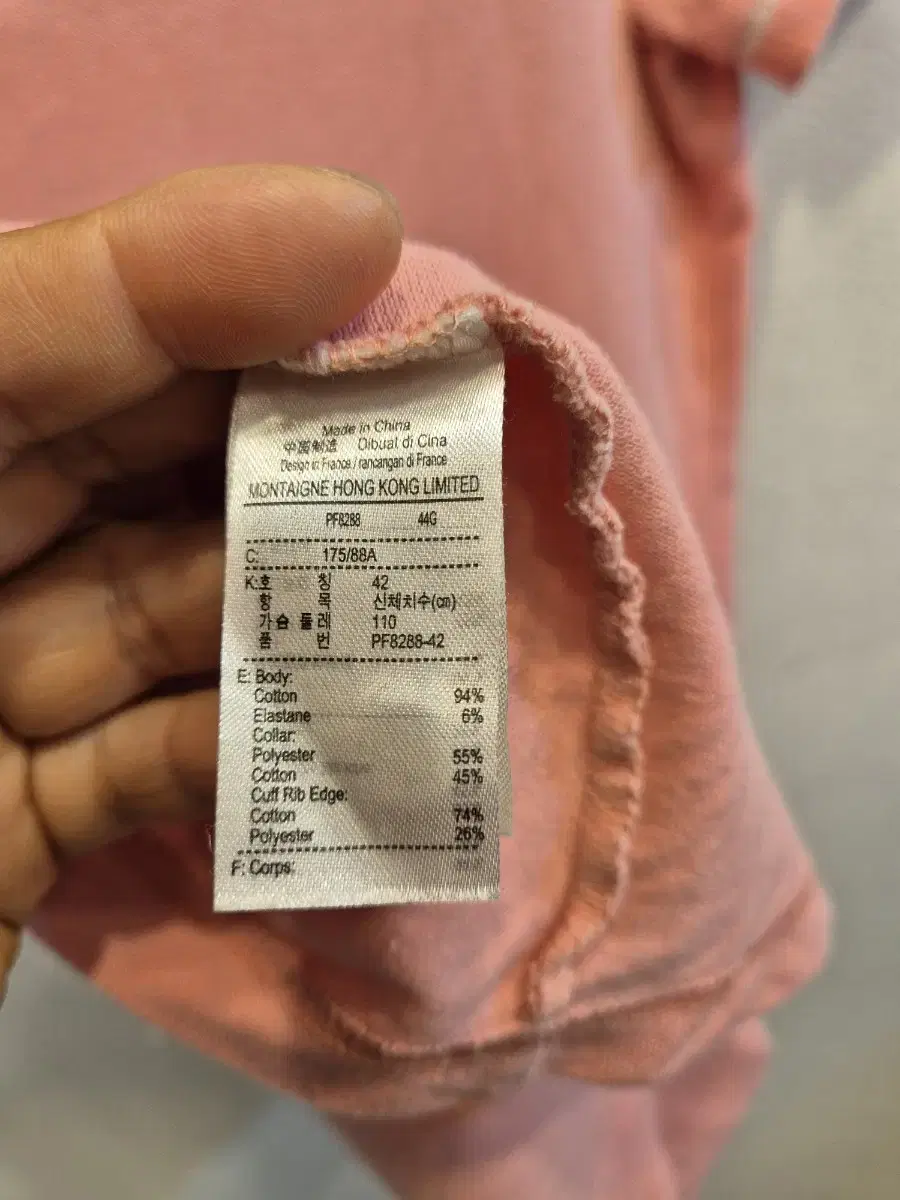 Made in China
中國制造 Dibuat di Cina
Design in France / rancangan di France
MONTAIGNE HONG KONG LIMITED
PF8288 44G
C: 175/88A
K:호 칭 42
항 목 신체치수(㎝)
가슴 둘레 110
품 번 PF8288-42
E: Body:
Cotton 94%
Elastane 6%
Collar:
Polyester 55%
Cotton 45%
Cuff Rib Edge:
Cotton 74%
Polyester 26%
F: Corps: